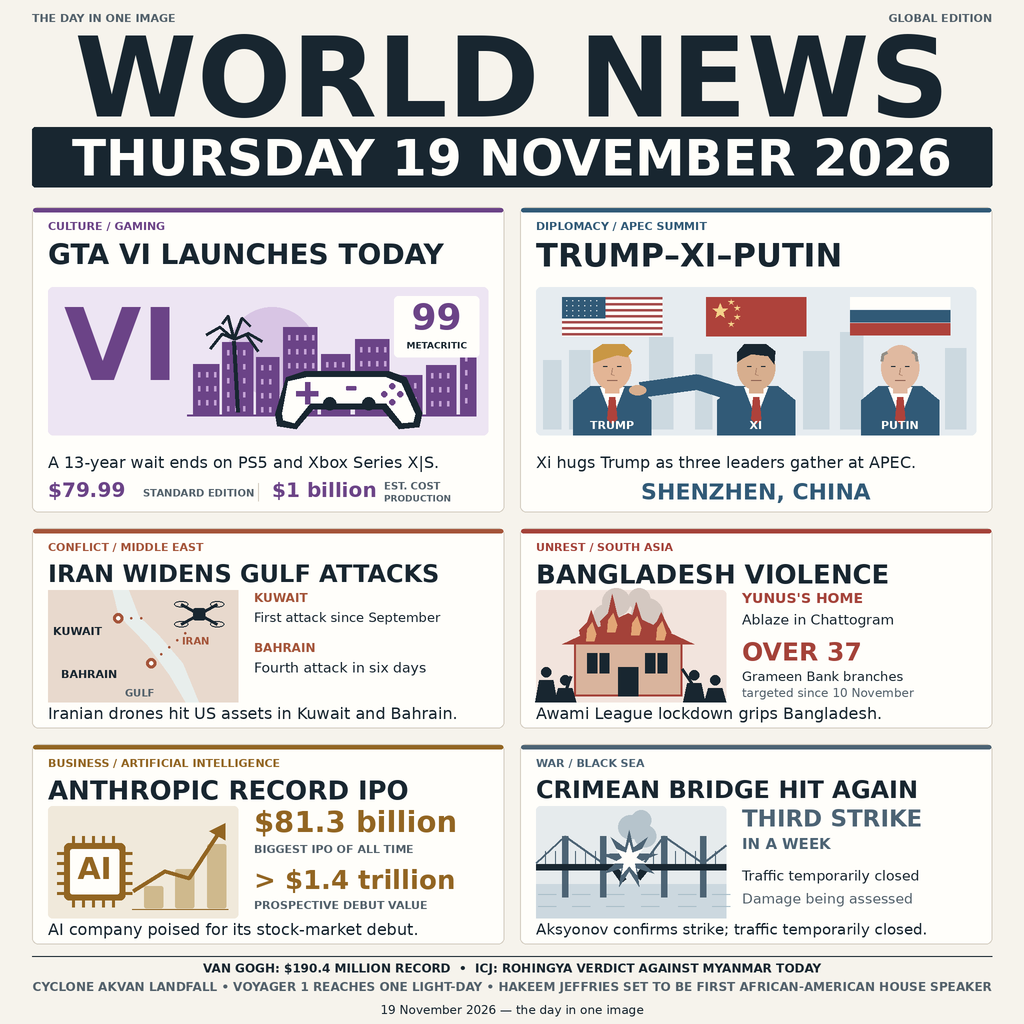 THE DAY IN ONE IMAGE
GLOBAL EDITION
WORLD NEWS
THURSDAY 19 NOVEMBER 2026
CULTURE / GAMING
GTA VI LAUNCHES TODAY
VI
99
METACRITIC
A 13-year wait ends on PS5 and Xbox Series X|S.
$79.99 STANDARD EDITION
$1 billion EST. COST
PRODUCTION
DIPLOMACY / APEC SUMMIT
TRUMP–XI–PUTIN
TRUMP
XI
PUTIN
Xi hugs Trump as three leaders gather at APEC.
SHENZHEN, CHINA
CONFLICT / MIDDLE EAST
IRAN WIDENS GULF ATTACKS
KUWAIT
IRAN
BAHRAIN
GULF
KUWAIT
First attack since September
BAHRAIN
Fourth attack in six days
Iranian drones hit US assets in Kuwait and Bahrain.
UNREST / SOUTH ASIA
BANGLADESH VIOLENCE
YUNUS'S HOME
Ablaze in Chattogram
OVER 37
Grameen Bank branches
targeted since 10 November
Awami League lockdown grips Bangladesh.
BUSINESS / ARTIFICIAL INTELLIGENCE
ANTHROPIC RECORD IPO
AI
$81.3 billion
BIGGEST IPO OF ALL TIME
> $1.4 trillion
PROSPECTIVE DEBUT VALUE
AI company poised for its stock-market debut.
WAR / BLACK SEA
CRIMEAN BRIDGE HIT AGAIN
THIRD STRIKE
IN A WEEK
Traffic temporarily closed
Damage being assessed
Aksyonov confirms strike; traffic temporarily closed.
VAN GOGH: $190.4 MILLION RECORD • ICJ: ROHINGYA VERDICT AGAINST MYANMAR TODAY
CYCLONE AKVAN LANDFALL • VOYAGER 1 REACHES ONE LIGHT-DAY • HAKEEM JEFFRIES SET TO BE FIRST AFRICAN-AMERICAN HOUSE SPEAKER
19 November 2026 — the day in one image